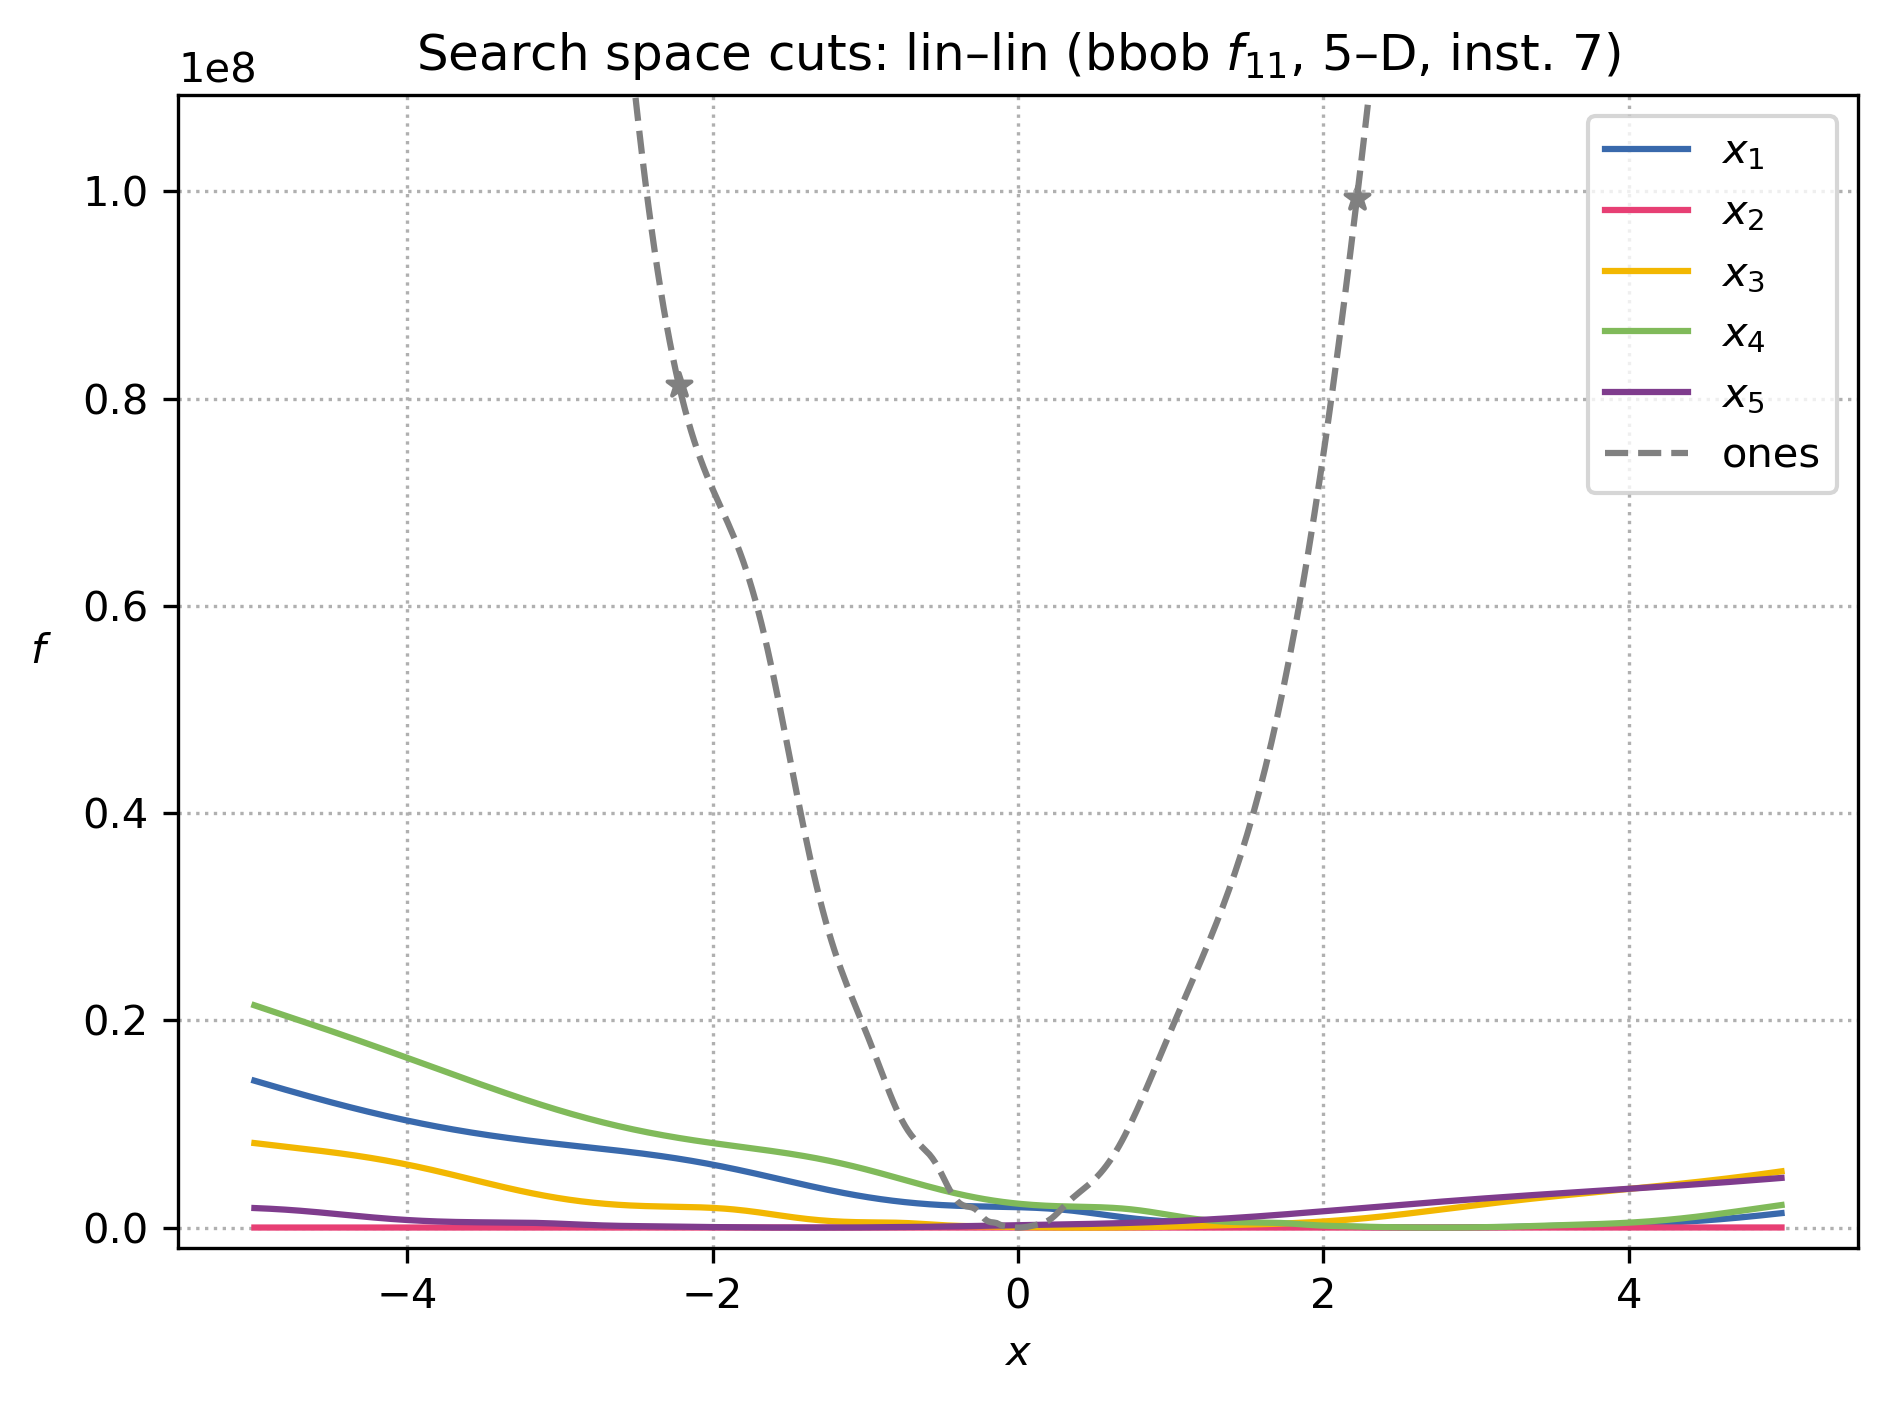 Search space cuts: lin–lin (bbob f₁₁, 5–D, inst. 7)
1e8
1.0
0.8
0.6
0.4
0.2
0.0
f
−4
−2
0
2
4
x
x₁
x₂
x₃
x₄
x₅
ones